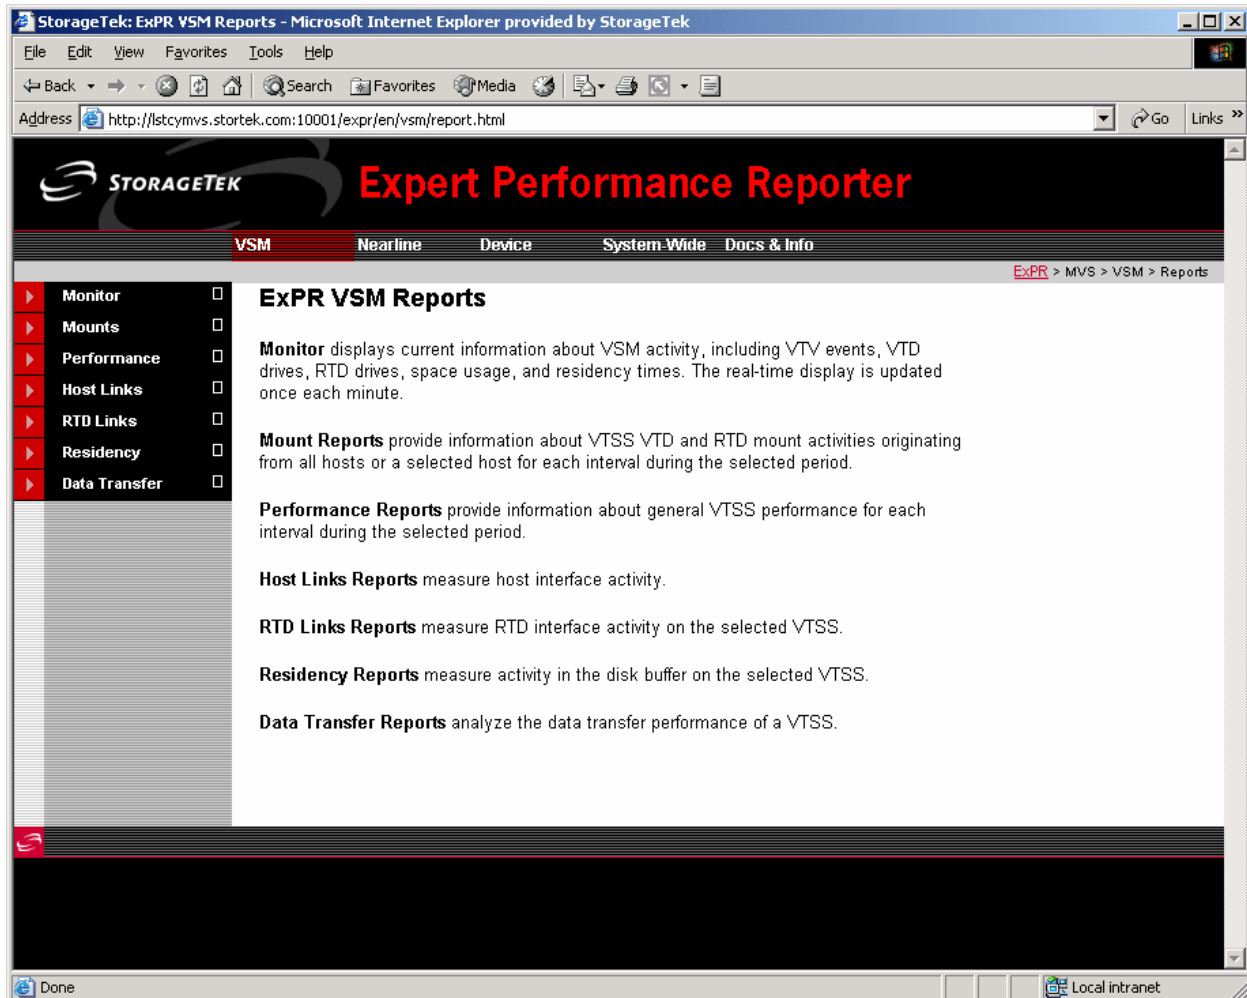 StorageTek: ExPR VSM Reports - Microsoft Internet Explorer provided by StorageTek
File Edit View Favorites Tools Help
Back Search Favorites Media
Address http://lstcymvs.stortek.com:10001/expr/en/vsm/report.html Go Links »
STORAGETEK Expert Performance Reporter
VSM Nearline Device System-Wide Docs & Info
ExPR > MVS > VSM > Reports
Monitor
Mounts
Performance
Host Links
RTD Links
Residency
Data Transfer
ExPR VSM Reports
Monitor displays current information about VSM activity, including VTV events, VTD
drives, RTD drives, space usage, and residency times. The real-time display is updated
once each minute.
Mount Reports provide information about VTSS VTD and RTD mount activities originating
from all hosts or a selected host for each interval during the selected period.
Performance Reports provide information about general VTSS performance for each
interval during the selected period.
Host Links Reports measure host interface activity.
RTD Links Reports measure RTD interface activity on the selected VTSS.
Residency Reports measure activity in the disk buffer on the selected VTSS.
Data Transfer Reports analyze the data transfer performance of a VTSS.
Done Local intranet